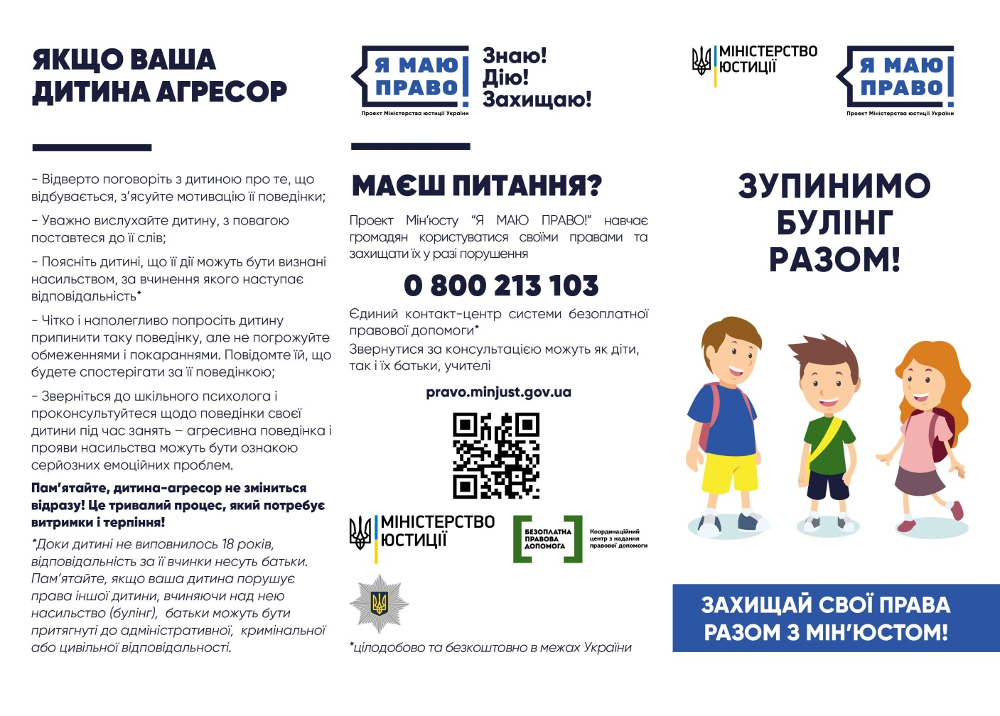 ЯКЩО ВАША
ДИТИНА АГРЕСОР
- Відверто поговоріть з дитиною про те, що
відбувається, з’ясуйте мотивацію її поведінки;
- Уважно вислухайте дитину, з повагою
поставтеся до її слів;
- Поясніть дитині, що її дії можуть бути визнані
насильством, за вчинення якого наступає
відповідальність*
- Чітко і наполегливо попросіть дитину
припинити таку поведінку, але не погрожуйте
обмеженнями і покараннями. Повідомте їй, що
будете спостерігати за її поведінкою;
- Зверніться до шкільного психолога і
проконсультуйтеся щодо поведінки своєї
дитини під час занять – агресивна поведінка і
прояви насильства можуть бути ознакою
серйозних емоційних проблем.
Пам’ятайте, дитина-агресор не зміниться
відразу! Це тривалий процес, який потребує
витримки і терпіння!
*Доки дитині не виповнилось 18 років,
відповідальність за її вчинки несуть батьки.
Пам’ятайте, якщо ваша дитина порушує
права іншої дитини, вчиняючи над нею
насильство (булінг), батьки можуть бути
притягнуті до адміністративної, кримінальної
або цивільної відповідальності.
Я МАЮ
ПРАВО!
Проект Міністерства юстиції України
Знаю!
Дію!
Захищаю!
МАЄШ ПИТАННЯ?
Проект Мін’юсту “Я МАЮ ПРАВО!” навчає
громадян користуватися своїми правами та
захищати їх у разі порушення
0 800 213 103
Єдиний контакт-центр системи безоплатної
правової допомоги*
Звернутися за консультацією можуть як діти,
так і їх батьки, учителі
pravo.minjust.gov.ua
МІНІСТЕРСТВО
ЮСТИЦІЇ
БЕЗОПЛАТНА
ПРАВОВА
ДОПОМОГА
Координаційний
центр з надання
правової допомоги
*цілодобово та безкоштовно в межах України
МІНІСТЕРСТВО
ЮСТИЦІЇ
Я МАЮ
ПРАВО!
Проект Міністерства юстиції України
ЗУПИНИМО
БУЛІНГ
РАЗОМ!
ЗАХИЩАЙ СВОЇ ПРАВА
РАЗОМ З МІН’ЮСТОМ!